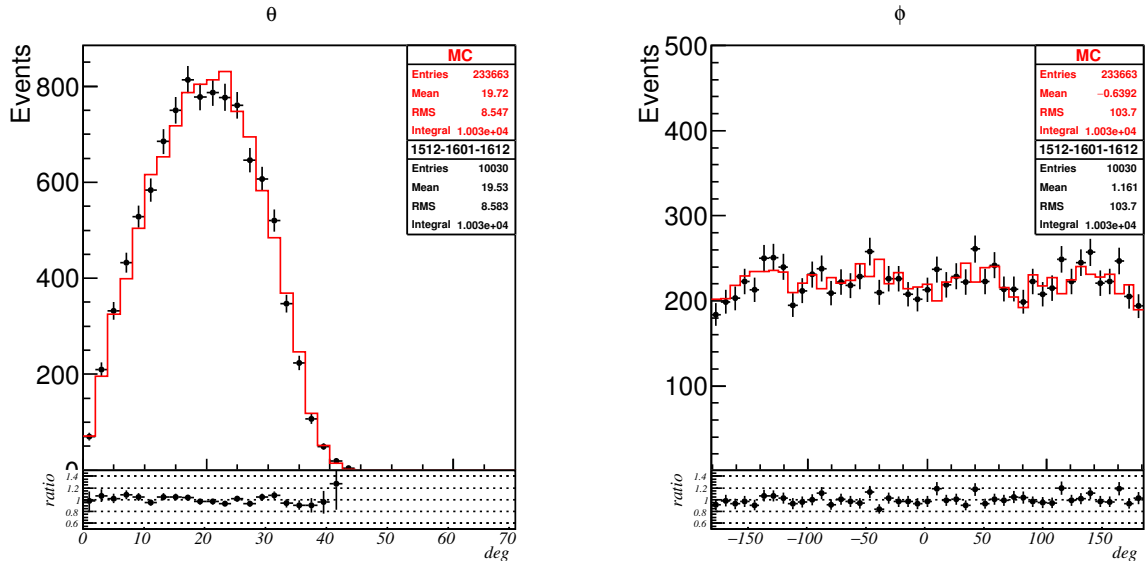 θ
Events
800
600
400
200
0
MC
Entries 233663
Mean 19.72
RMS 8.547
Integral 1.003e+04
1512-1601-1612
Entries 10030
Mean 19.53
RMS 8.583
Integral 1.003e+04
ratio
1.4
1.2
1
0.8
0.6
0 10 20 30 40 50 60 70
deg
ϕ
Events
500
400
300
200
100
MC
Entries 233663
Mean −0.6392
RMS 103.7
Integral 1.003e+04
1512-1601-1612
Entries 10030
Mean 1.161
RMS 103.7
Integral 1.003e+04
ratio
1.4
1.2
1
0.8
0.6
−150 −100 −50 0 50 100 150
deg